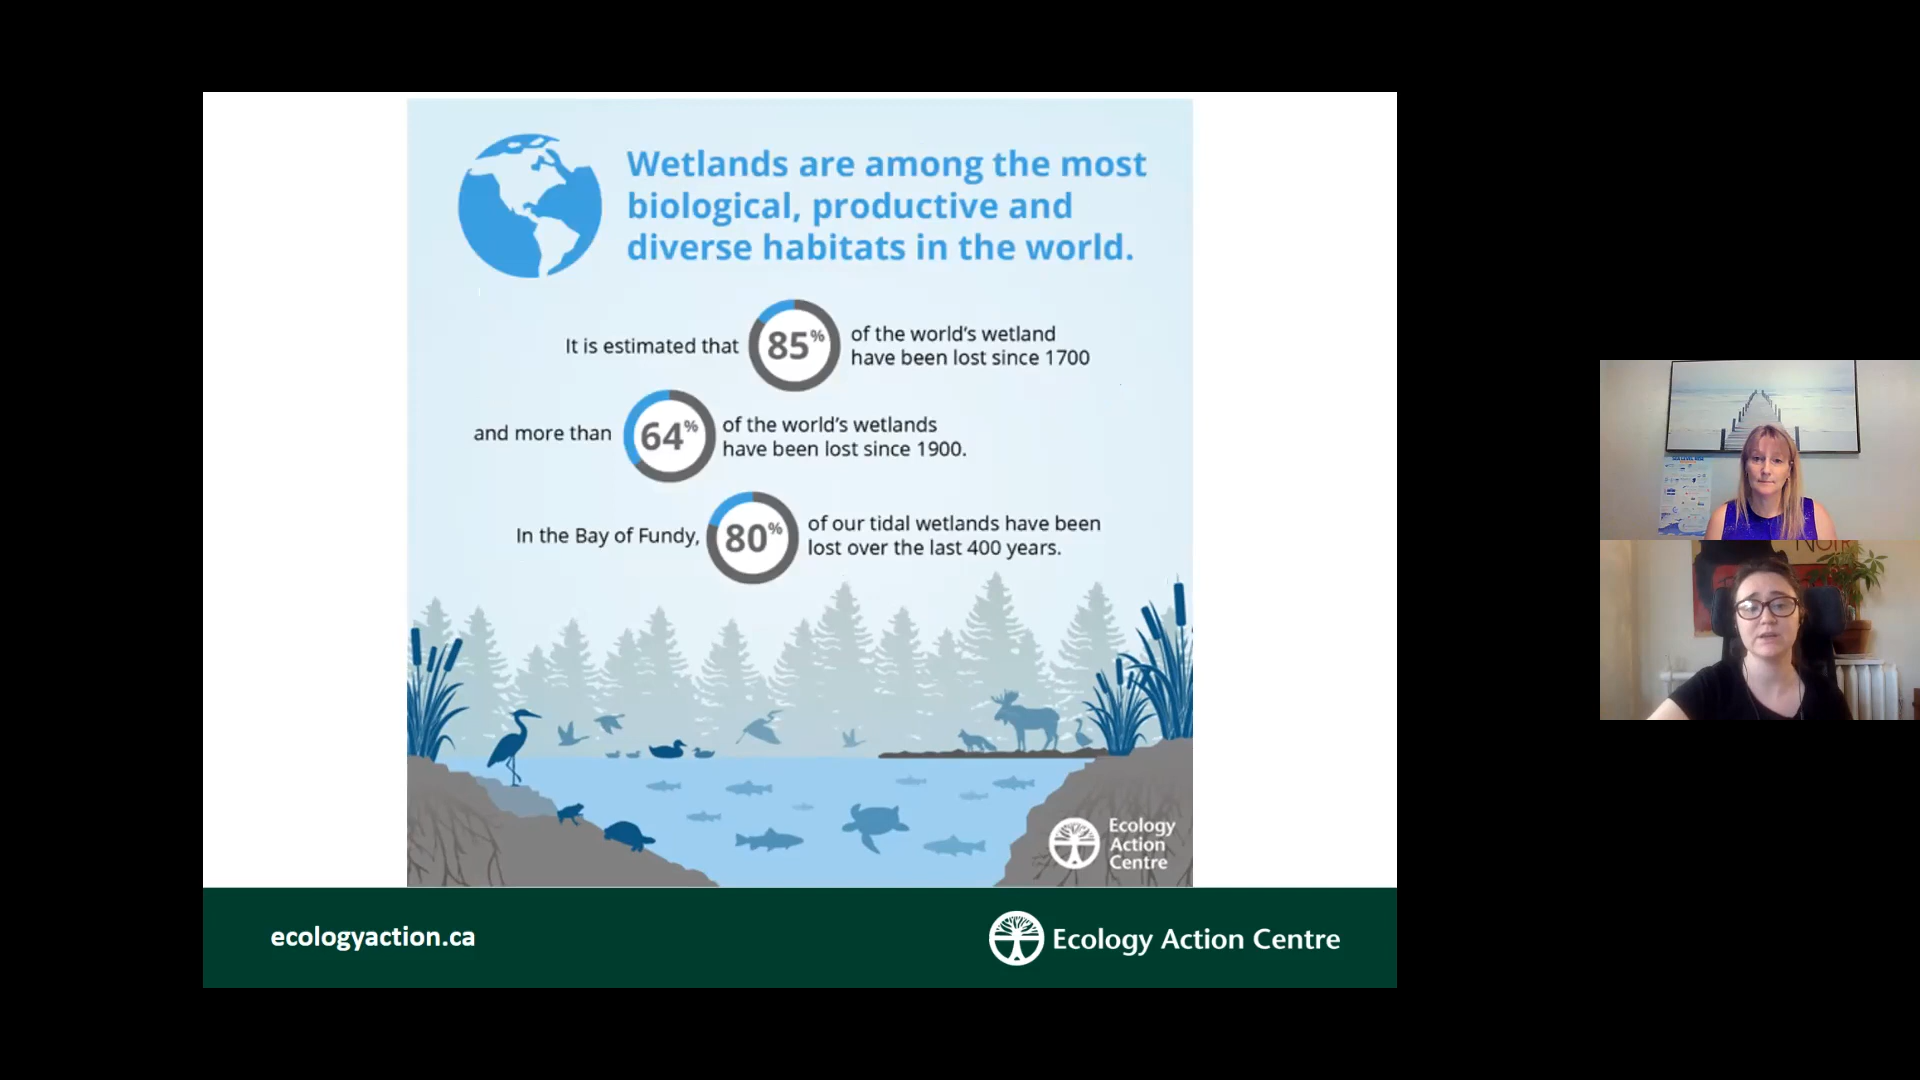 Wetlands are among the most
biological, productive and
diverse habitats in the world.
It is estimated that 85% of the world's wetland
have been lost since 1700
and more than 64% of the world's wetlands
have been lost since 1900.
In the Bay of Fundy, 80% of our tidal wetlands have been
lost over the last 400 years.
Ecology
Action
Centre
ecologyaction.ca
Ecology Action Centre
SEA LEVEL RISE